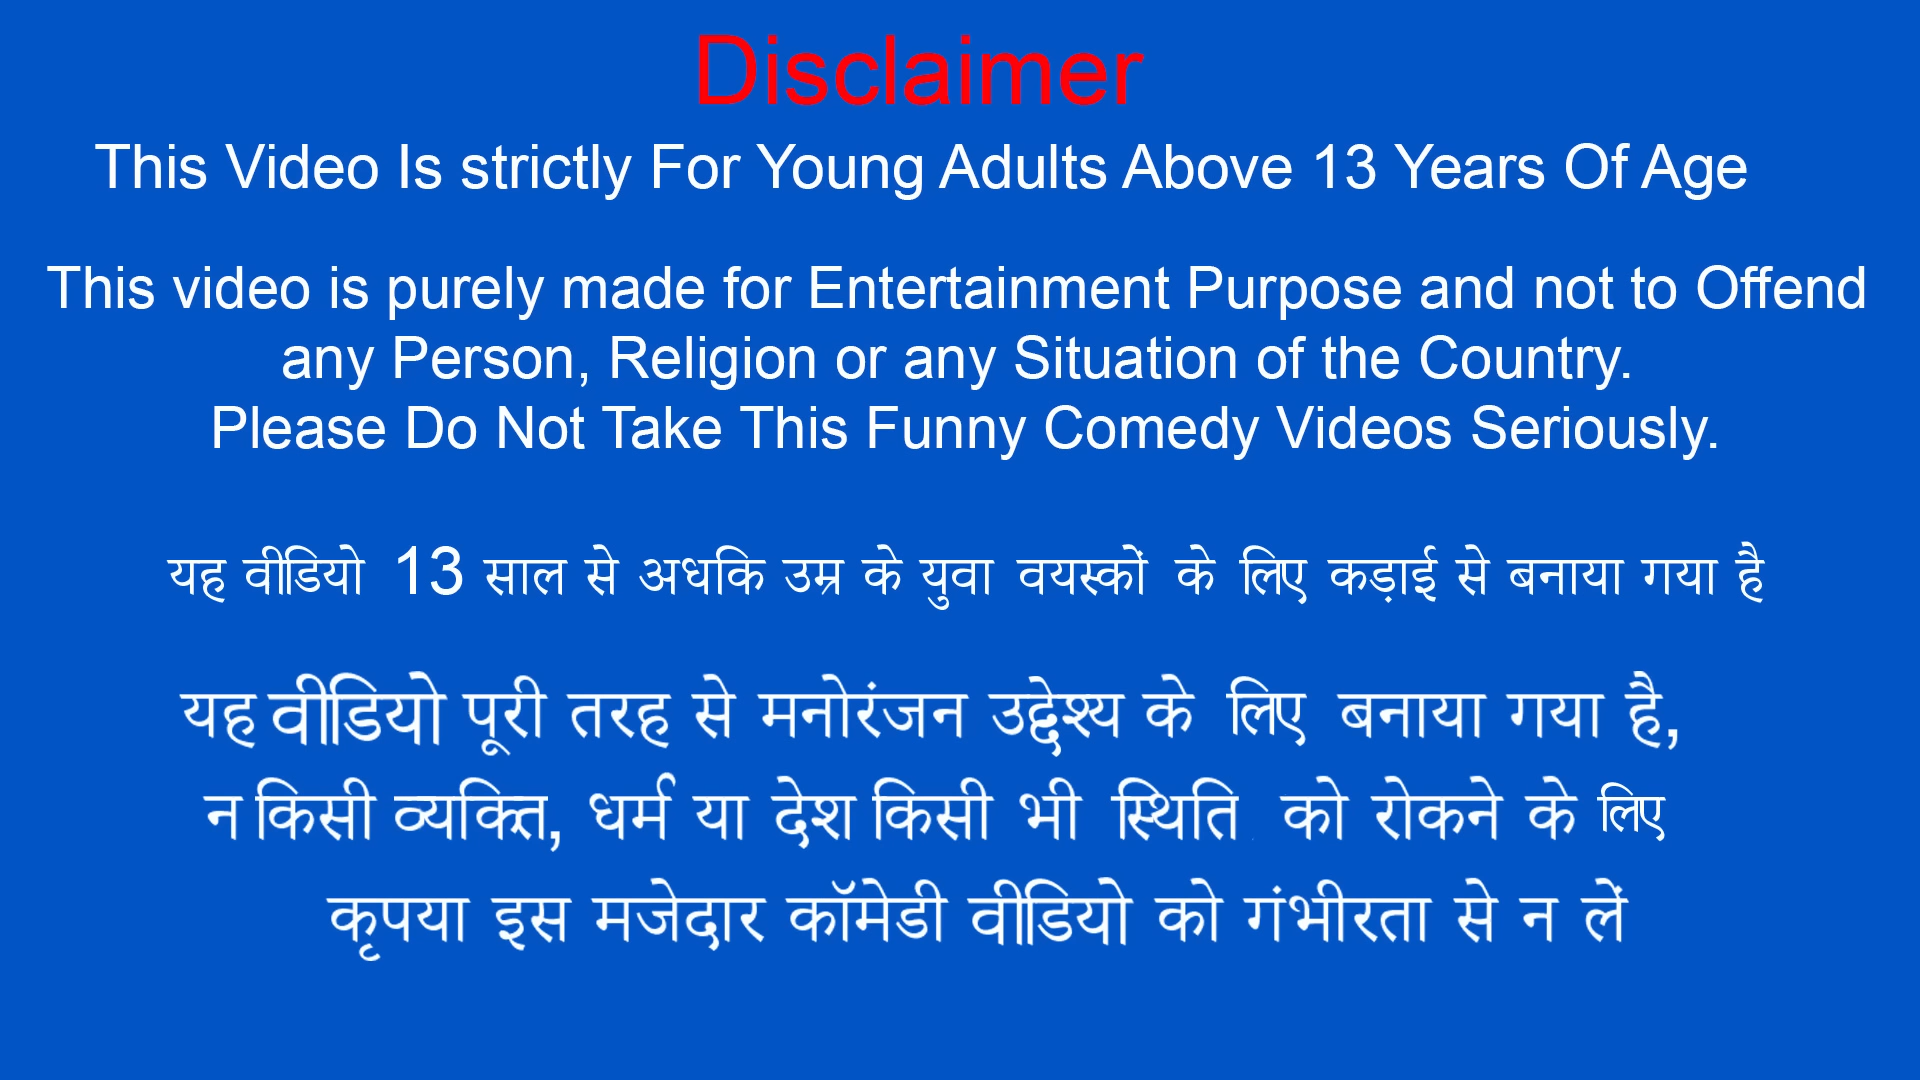 Disclaimer
This Video Is strictly For Young Adults Above 13 Years Of Age
This video is purely made for Entertainment Purpose and not to Offend
any Person, Religion or any Situation of the Country.
Please Do Not Take This Funny Comedy Videos Seriously.
यह वीडियो 13 साल से अधकि उम्र के युवा वयस्कों के लिए कड़ाई से बनाया गया है
यह वीडियो पूरी तरह से मनोरंजन उद्देश्य के लिए बनाया गया है,
न किसी व्यक्ति, धर्म या देश किसी भी स्थिति को रोकने के लिए
कृपया इस मजेदार कॉमेडी वीडियो को गंभीरता से न लें